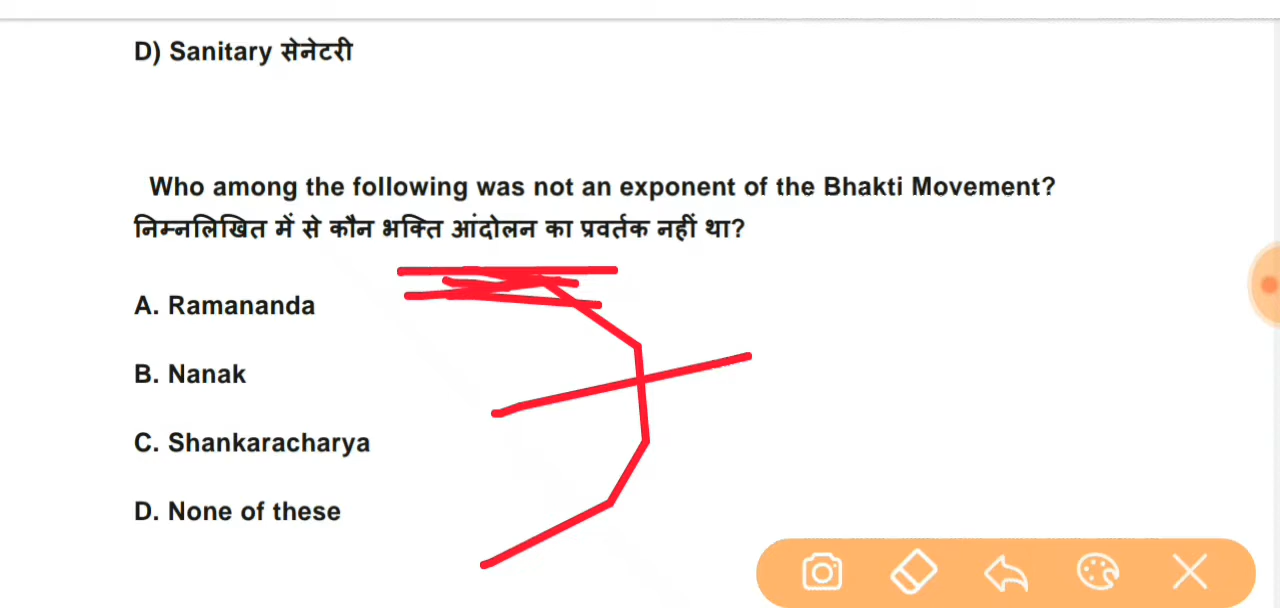 D) Sanitary सेनेटरी
Who among the following was not an exponent of the Bhakti Movement?
निम्नलिखित में से कौन भक्ति आंदोलन का प्रवर्तक नहीं था?
A. Ramananda
B. Nanak
C. Shankaracharya
D. None of these